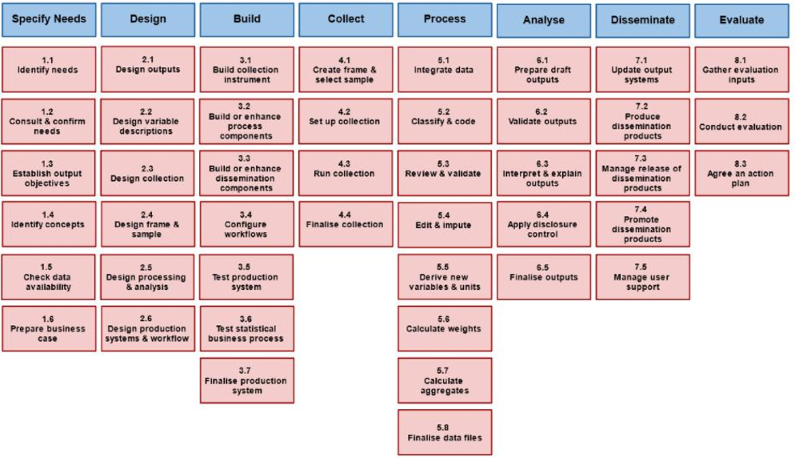 Specify Needs
Design
Build
Collect
Process
Analyse
Disseminate
Evaluate
1.1
Identify needs
2.1
Design outputs
3.1
Build collection
instrument
4.1
Create frame &
select sample
5.1
Integrate data
6.1
Prepare draft
outputs
7.1
Update output
systems
8.1
Gather evaluation
inputs
1.2
Consult & confirm
needs
2.2
Design variable
descriptions
3.2
Build or enhance
process
components
4.2
Set up collection
5.2
Classify & code
6.2
Validate outputs
7.2
Produce
dissemination
products
8.2
Conduct evaluation
1.3
Establish output
objectives
2.3
Design collection
3.3
Build or enhance
dissemination
components
4.3
Run collection
5.3
Review & validate
6.3
Interpret & explain
outputs
7.3
Manage release of
dissemination
products
8.3
Agree an action
plan
1.4
Identify concepts
2.4
Design frame &
sample
3.4
Configure
workflows
4.4
Finalise collection
5.4
Edit & impute
6.4
Apply disclosure
control
7.4
Promote
dissemination
products
1.5
Check data
availability
2.5
Design processing
& analysis
3.5
Test production
system
5.5
Derive new
variables & units
6.5
Finalise outputs
7.5
Manage user
support
1.6
Prepare business
case
2.6
Design production
systems & workflow
3.6
Test statistical
business process
5.6
Calculate weights
3.7
Finalise production
system
5.7
Calculate
aggregates
5.8
Finalise data files